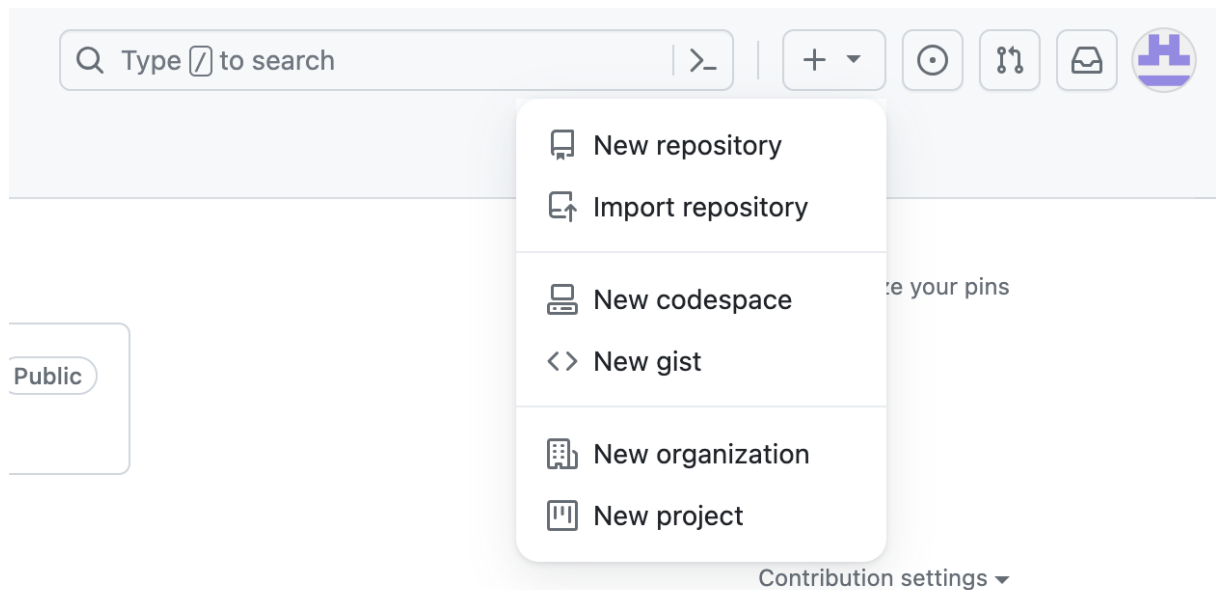 Type / to search
New repository
Import repository
New codespace
ze your pins
New gist
Public
New organization
New project
Contribution settings